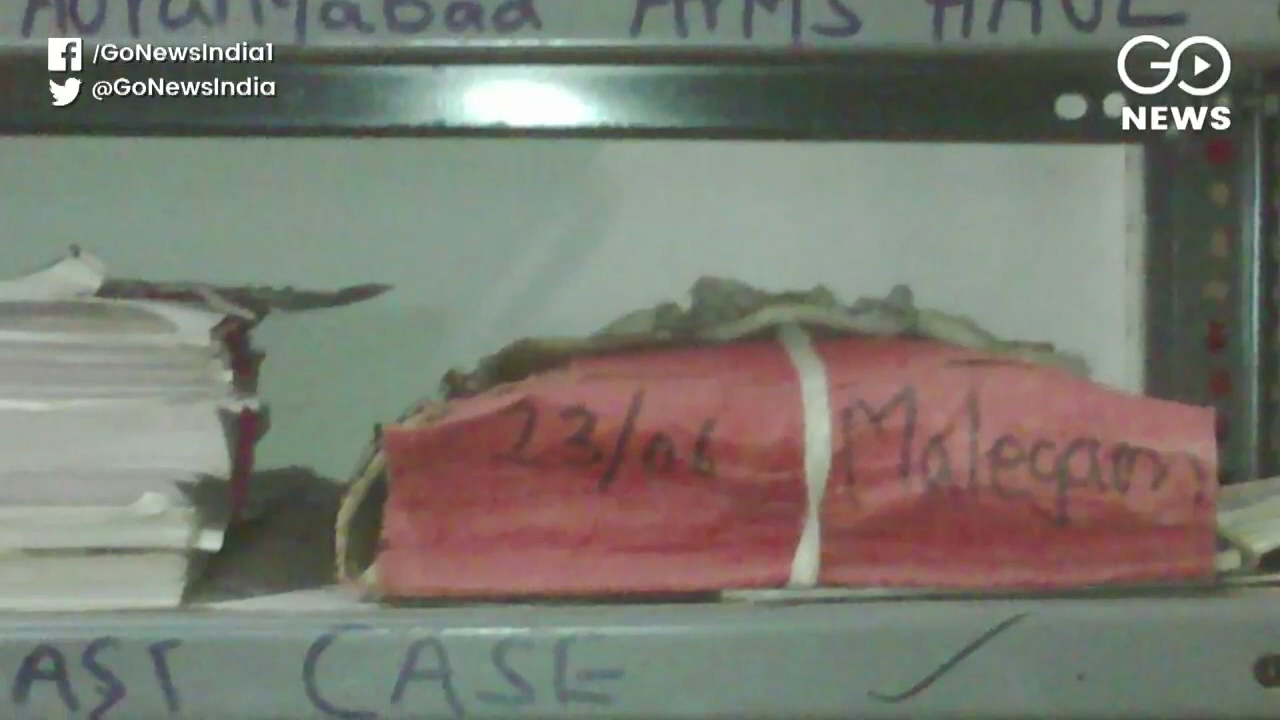 Aurangabad ARMS HAUL
/GoNewsIndia1
@GoNewsIndia
GO
NEWS
23/06 Malegaon
AST CASE